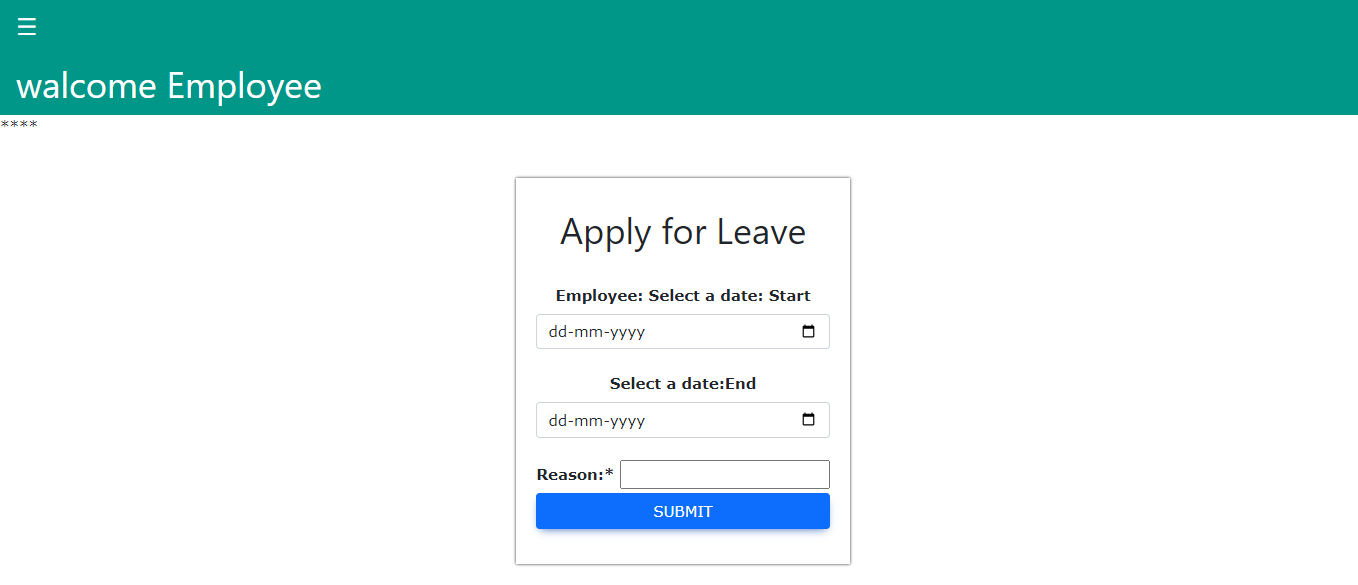 ☰
walcome Employee
****
Apply for Leave
Employee: Select a date: Start
dd-mm-yyyy
Select a date:End
dd-mm-yyyy
Reason:*
SUBMIT